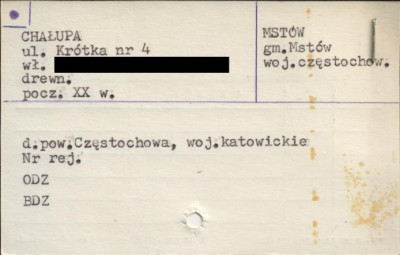 CHAŁUPA
ul. Krótka nr 4
wł.
drewn.
pocz. XX w.
MSTÓW
gm.Mstów
woj.częstochow.
d.pow.Częstochowa, woj.katowickie
Nr rej.
ODZ
BDZ